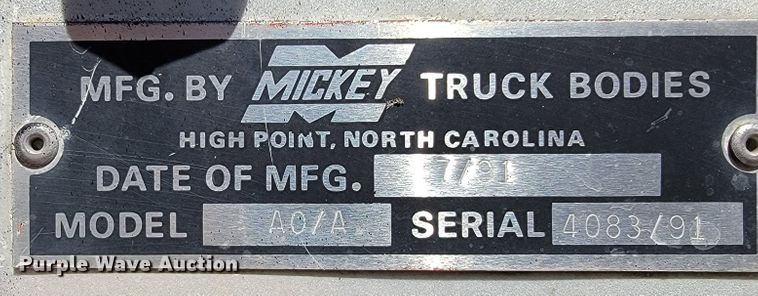 MFG. BY MICKEY TRUCK BODIES
HIGH POINT, NORTH CAROLINA
DATE OF MFG. 7/91
MODEL AO/A SERIAL 4083/91
Purple Wave Auction